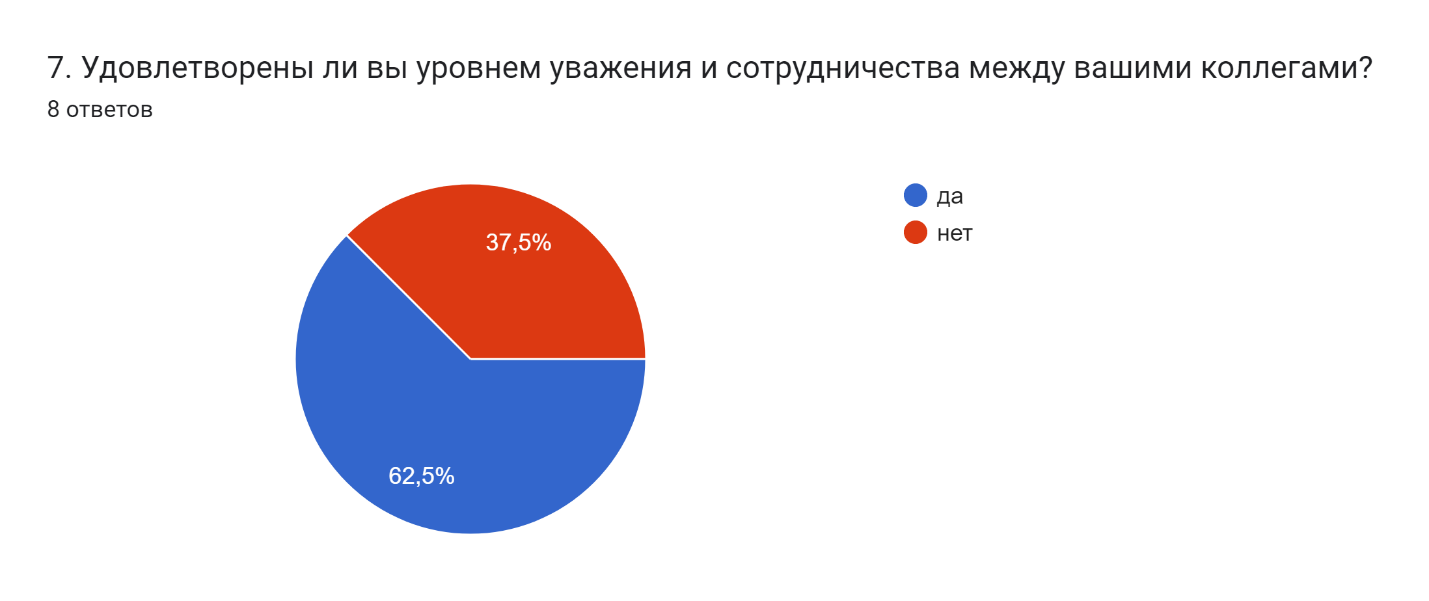 7. Удовлетворены ли вы уровнем уважения и сотрудничества между вашими коллегами?
8 ответов
да
нет
37,5%
62,5%